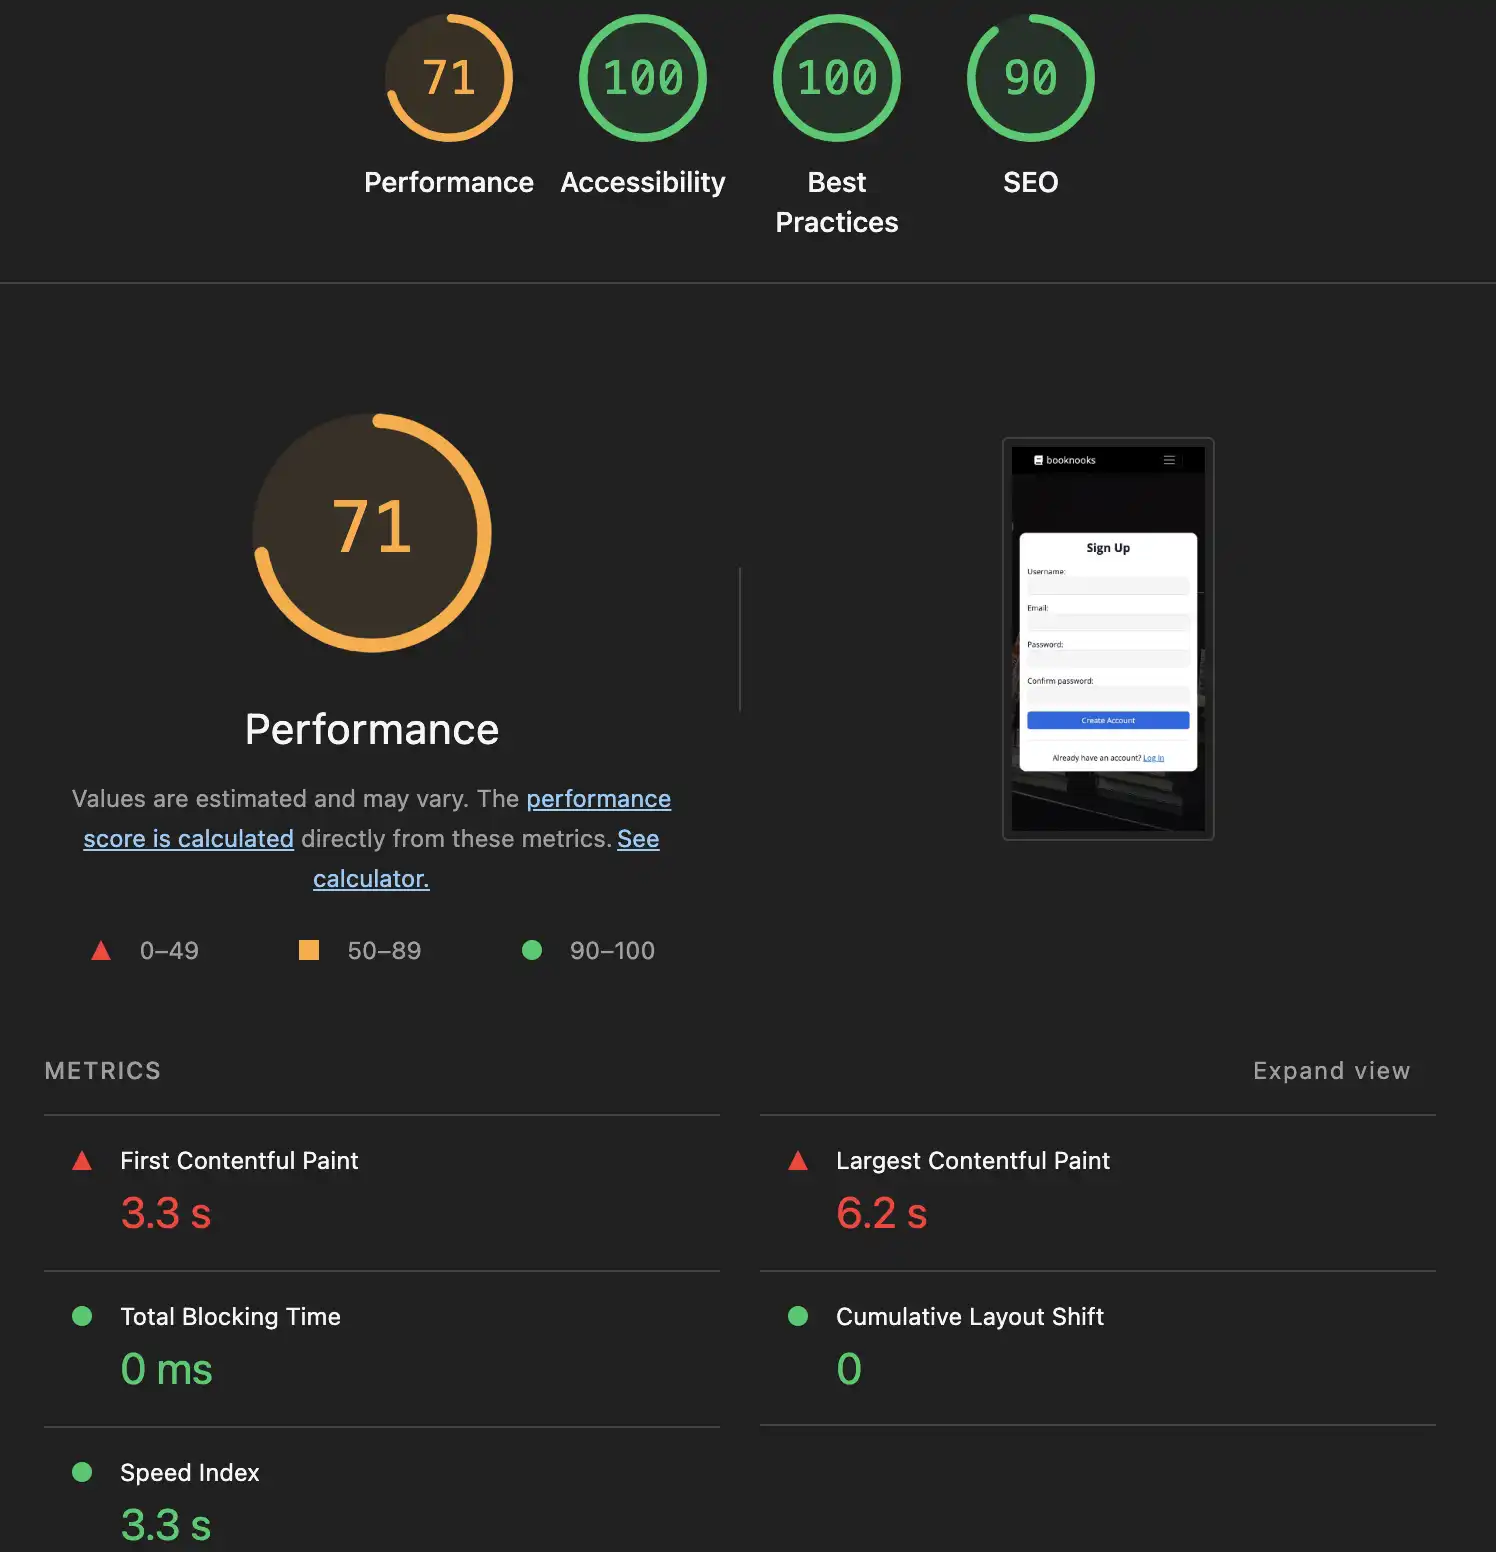 71
100
100
90
Performance
Accessibility
Best
Practices
SEO
71
Performance
Values are estimated and may vary. The performance
score is calculated directly from these metrics. See
calculator.
0–49
50–89
90–100
booknooks
Sign Up
Username:
Email:
Password:
Confirm password:
Create Account
Already have an account? Log In
METRICS
Expand view
First Contentful Paint
3.3 s
Largest Contentful Paint
6.2 s
Total Blocking Time
0 ms
Cumulative Layout Shift
0
Speed Index
3.3 s